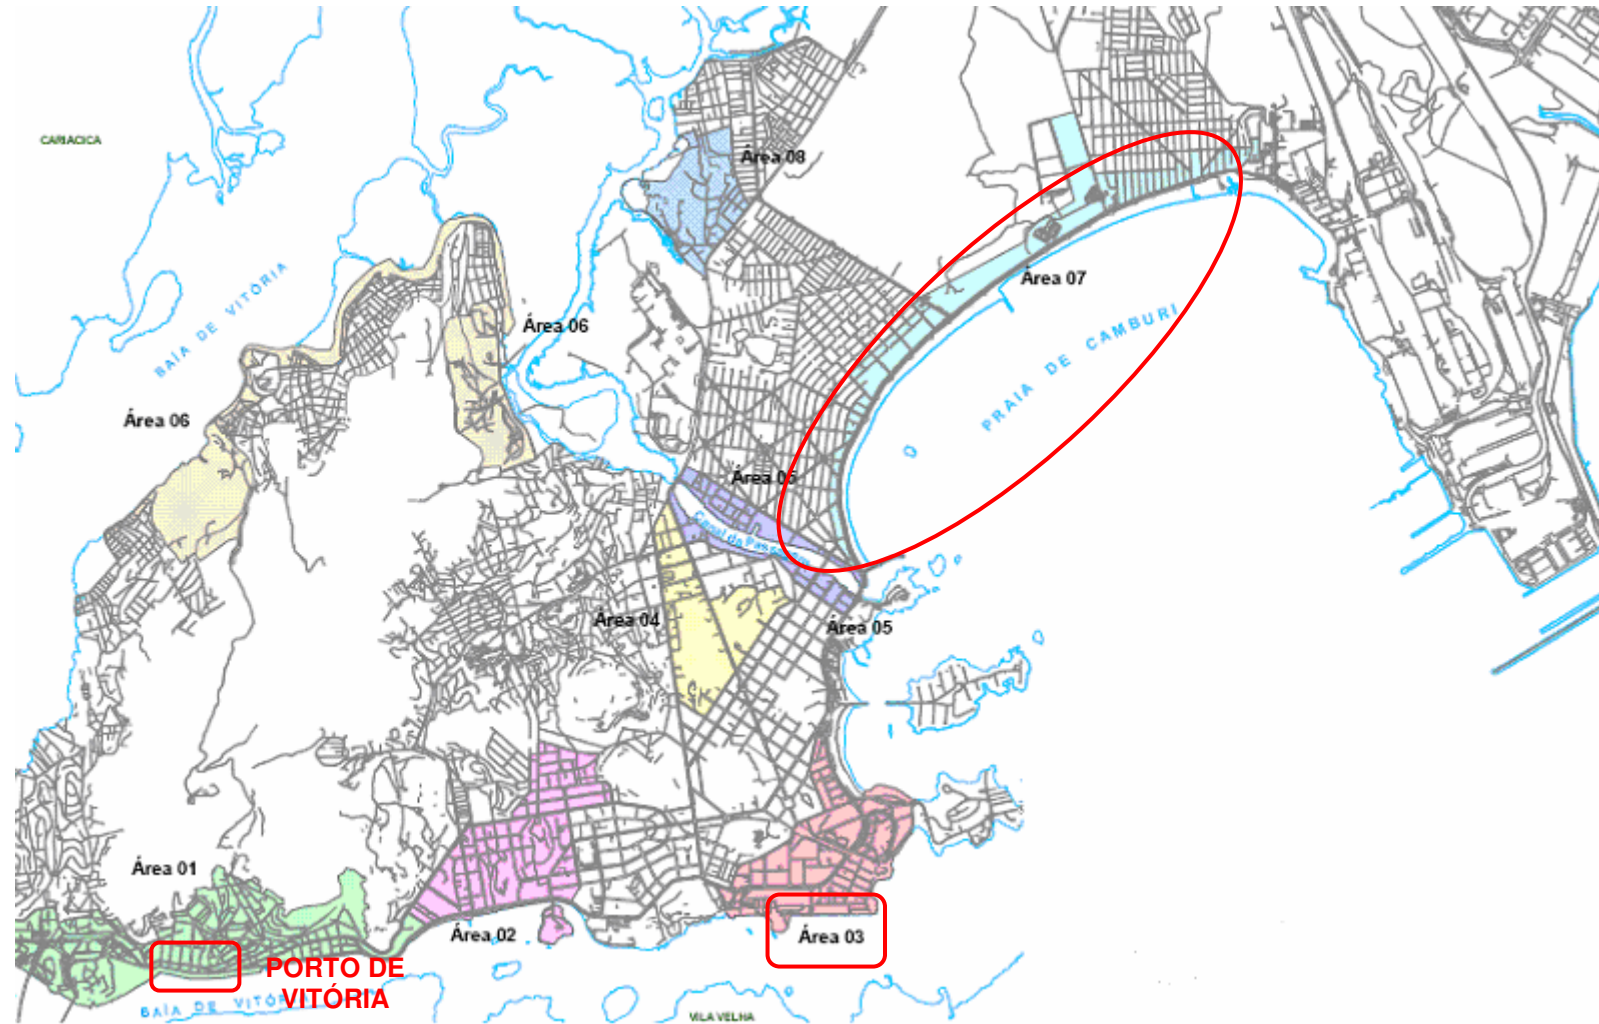 CARIACICA
Área 08
Área 07
BAÍA DE VITÓRIA
Área 06
PRAIA DE CAMBURI
Área 06
Área 05
Canal da Passagem
Área 04
Área 05
Área 01
Área 02
Área 03
PORTO DE
VITÓRIA
BAÍA DE VITÓRIA
VILA VELHA